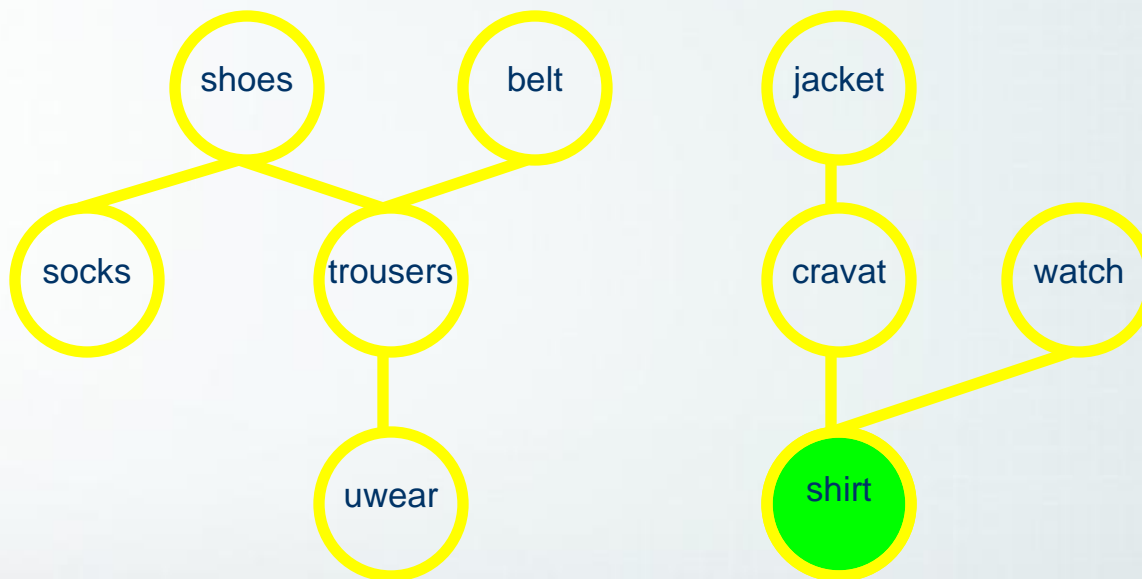 shoes
belt
jacket
socks
trousers
cravat
watch
uwear
shirt